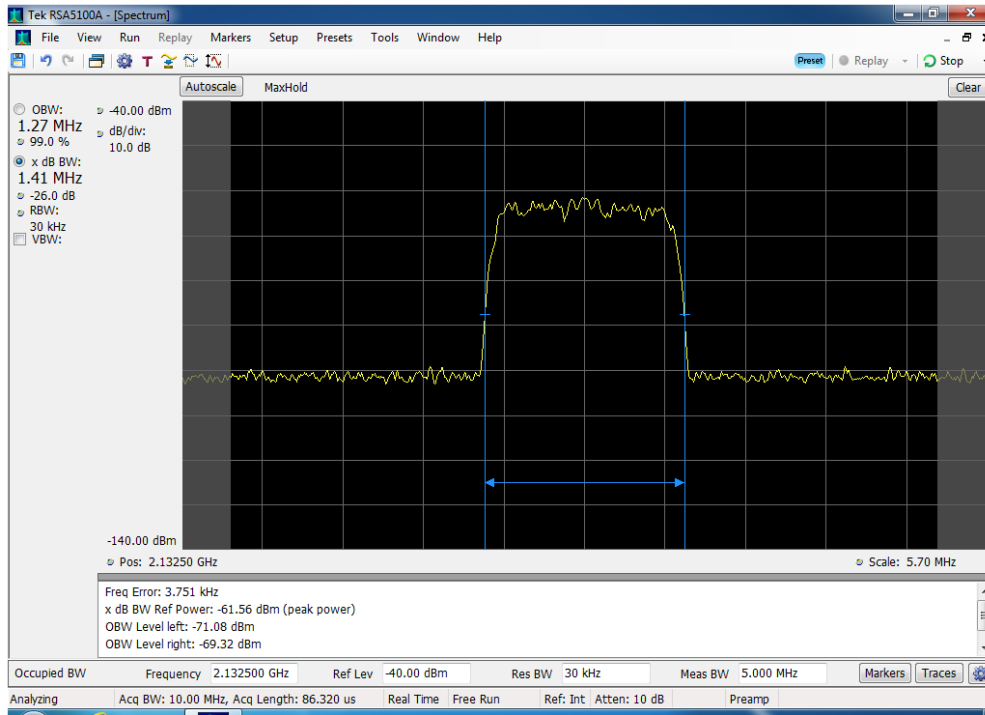 Tek RSA5100A - [Spectrum]
File View Run Replay Markers Setup Presets Tools Window Help
T Preset Replay Stop
Autoscale MaxHold Clear
OBW:
1.27 MHz
99.0 %
x dB BW:
1.41 MHz
-26.0 dB
RBW:
30 kHz
VBW:
-40.00 dBm
dB/div:
10.0 dB
-140.00 dBm
Pos: 2.13250 GHz Scale: 5.70 MHz
Freq Error: 3.751 kHz
x dB BW Ref Power: -61.56 dBm (peak power)
OBW Level left: -71.08 dBm
OBW Level right: -69.32 dBm
Occupied BW Frequency 2.132500 GHz Ref Lev -40.00 dBm Res BW 30 kHz Meas BW 5.000 MHz Markers Traces
Analyzing Acq BW: 10.00 MHz, Acq Length: 86.320 us Real Time Free Run Ref: Int Atten: 10 dB Preamp